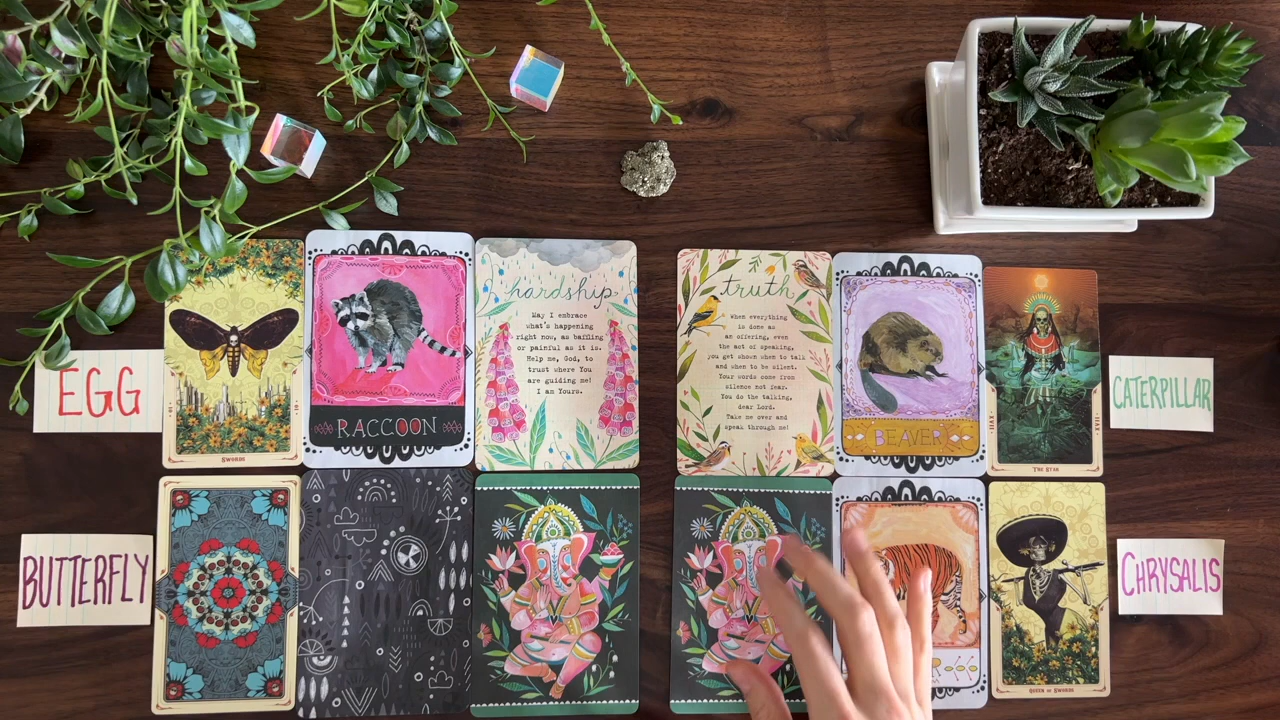 EGG
SWORDS
RACCOON
hardship
May I embrace
what's happening
right now, as baffling
or painful as it is.
Help me, God, to
trust where You
are guiding me!
I am Yours.
truth
When everything
is done as
an offering, even
the act of speaking,
you get shown when to talk
and when to be silent.
Your words come from
silence not fear.
You do the talking,
dear Lord.
Take me over and
speak through me!
BEAVER
THE STAR
CATERPILLAR
BUTTERFLY
QUEEN OF SWORDS
CHRYSALIS